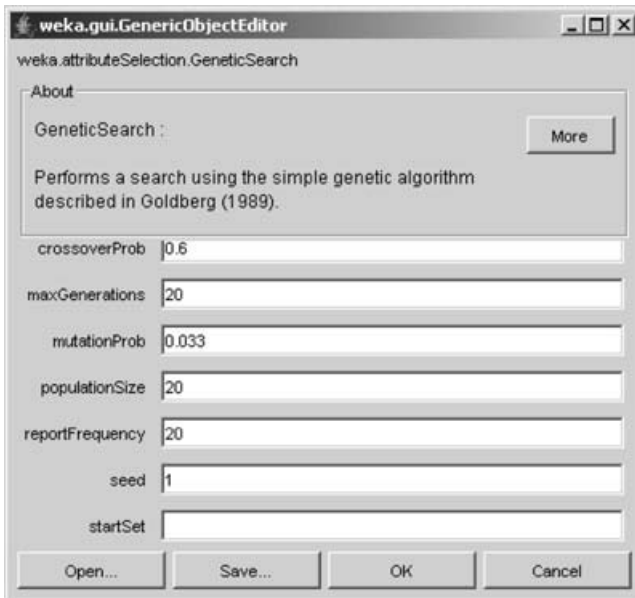 weka.gui.GenericObjectEditor
weka.attributeSelection.GeneticSearch
About
GeneticSearch :
More
Performs a search using the simple genetic algorithm
described in Goldberg (1989).
crossoverProb 0.6
maxGenerations 20
mutationProb 0.033
populationSize 20
reportFrequency 20
seed 1
startSet
Open... Save... OK Cancel